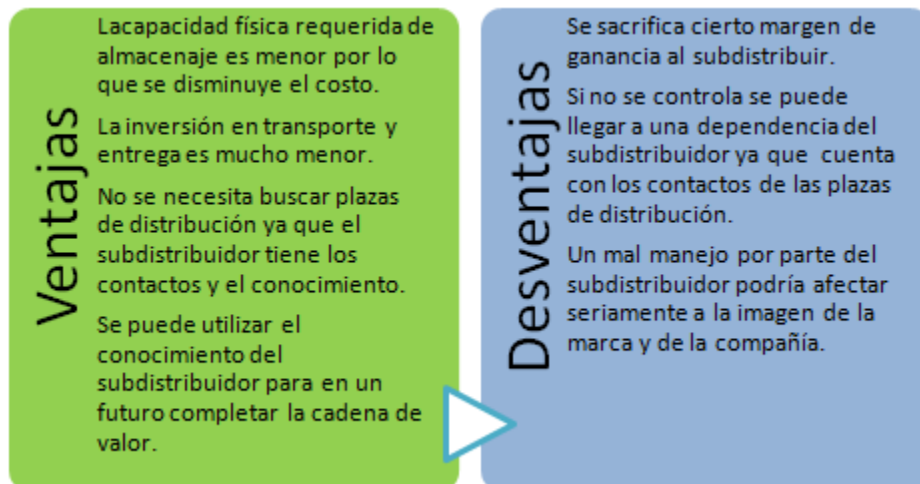 Ventajas
Lacapacidad física requerida de
almacenaje es menor por lo
que se disminuye el costo.
La inversión en transporte y
entrega es mucho menor.
No se necesita buscar plazas
de distribución ya que el
subdistribuidor tiene los
contactos y el conocimiento.
Se puede utilizar el
conocimiento del
subdistribuidor para en un
futuro completar la cadena de
valor.
Desventajas
Se sacrifica cierto margen de
ganancia al subdistribuir.
Si no se controla se puede
llegar a una dependencia del
subdistribuidor ya que cuenta
con los contactos de las plazas
de distribución.
Un mal manejo por parte del
subdistribuidor podría afectar
seriamente a la imagen de la
marca y de la compañía.